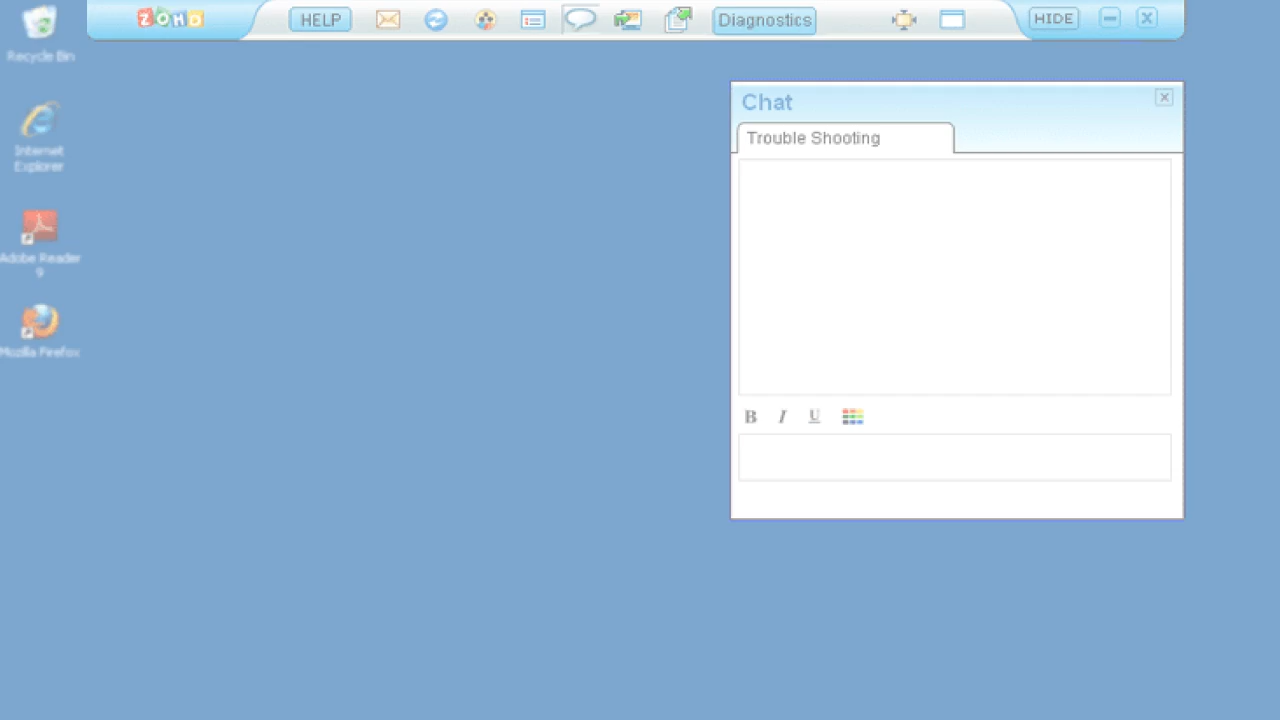 ZOHO
HELP
Diagnostics
HIDE
Recycle Bin
Chat
Trouble Shooting
Internet
Explorer
Adobe Reader
9
Mozilla Firefox
B I U